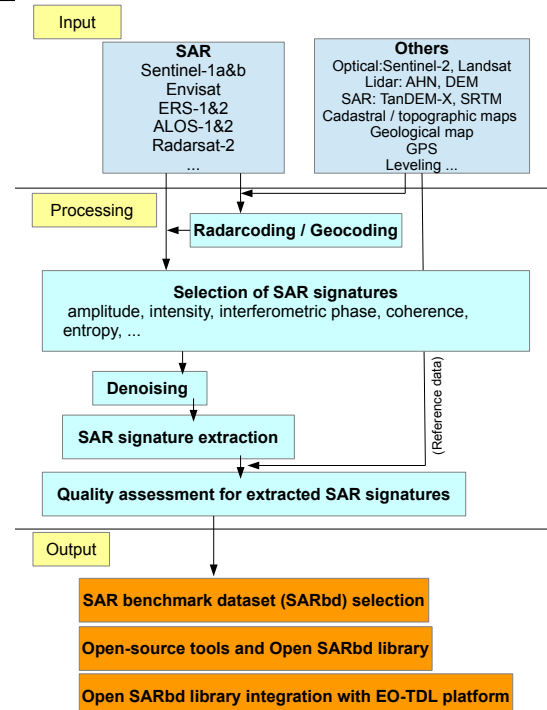 Input
SAR
Sentinel-1a&b
Envisat
ERS-1&2
ALOS-1&2
Radarsat-2
...
Others
Optical:Sentinel-2, Landsat
Lidar: AHN, DEM
SAR: TanDEM-X, SRTM
Cadastral / topographic maps
Geological map
GPS
Leveling ...
Processing
Radarcoding / Geocoding
Selection of SAR signatures
amplitude, intensity, interferometric phase, coherence,
entropy, ...
Denoising
(Reference data)
SAR signature extraction
Quality assessment for extracted SAR signatures
Output
SAR benchmark dataset (SARbd) selection
Open-source tools and Open SARbd library
Open SARbd library integration with EO-TDL platform